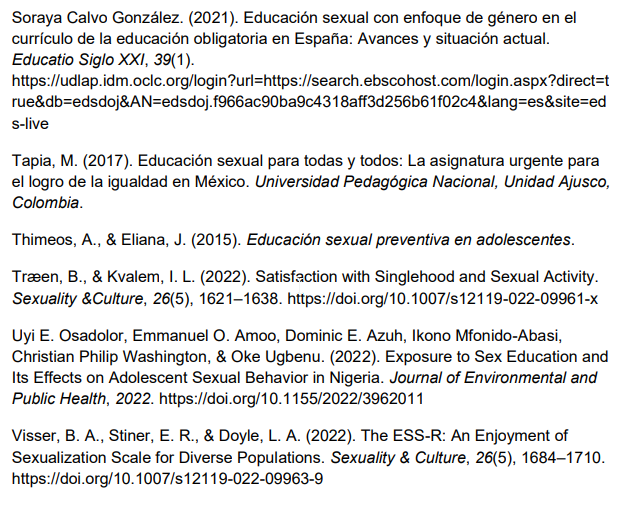 Soraya Calvo González. (2021). Educación sexual con enfoque de género en el
currículo de la educación obligatoria en España: Avances y situación actual.
Educatio Siglo XXI, 39(1).
https://udlap.idm.oclc.org/login?url=https://search.ebscohost.com/login.aspx?direct=t
rue&db=edsdoj&AN=edsdoj.f966ac90ba9c4318aff3d256b61f02c4&lang=es&site=ed
s-live
Tapia, M. (2017). Educación sexual para todas y todos: La asignatura urgente para
el logro de la igualdad en México. Universidad Pedagógica Nacional, Unidad Ajusco,
Colombia.
Thimeos, A., & Eliana, J. (2015). Educación sexual preventiva en adolescentes.
Træen, B., & Kvalem, I. L. (2022). Satisfaction with Singlehood and Sexual Activity.
Sexuality &Culture, 26(5), 1621–1638. https://doi.org/10.1007/s12119-022-09961-x
Uyi E. Osadolor, Emmanuel O. Amoo, Dominic E. Azuh, Ikono Mfonido-Abasi,
Christian Philip Washington, & Oke Ugbenu. (2022). Exposure to Sex Education and
Its Effects on Adolescent Sexual Behavior in Nigeria. Journal of Environmental and
Public Health, 2022. https://doi.org/10.1155/2022/3962011
Visser, B. A., Stiner, E. R., & Doyle, L. A. (2022). The ESS-R: An Enjoyment of
Sexualization Scale for Diverse Populations. Sexuality & Culture, 26(5), 1684–1710.
https://doi.org/10.1007/s12119-022-09963-9